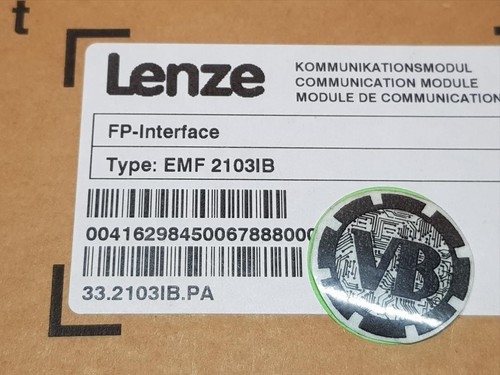 t
Lenze
KOMMUNIKATIONSMODUL
COMMUNICATION MODULE
MODULE DE COMMUNICATION
FP-Interface
Type: EMF 2103IB
00416298450067888000
33.2103IB.PA
VB